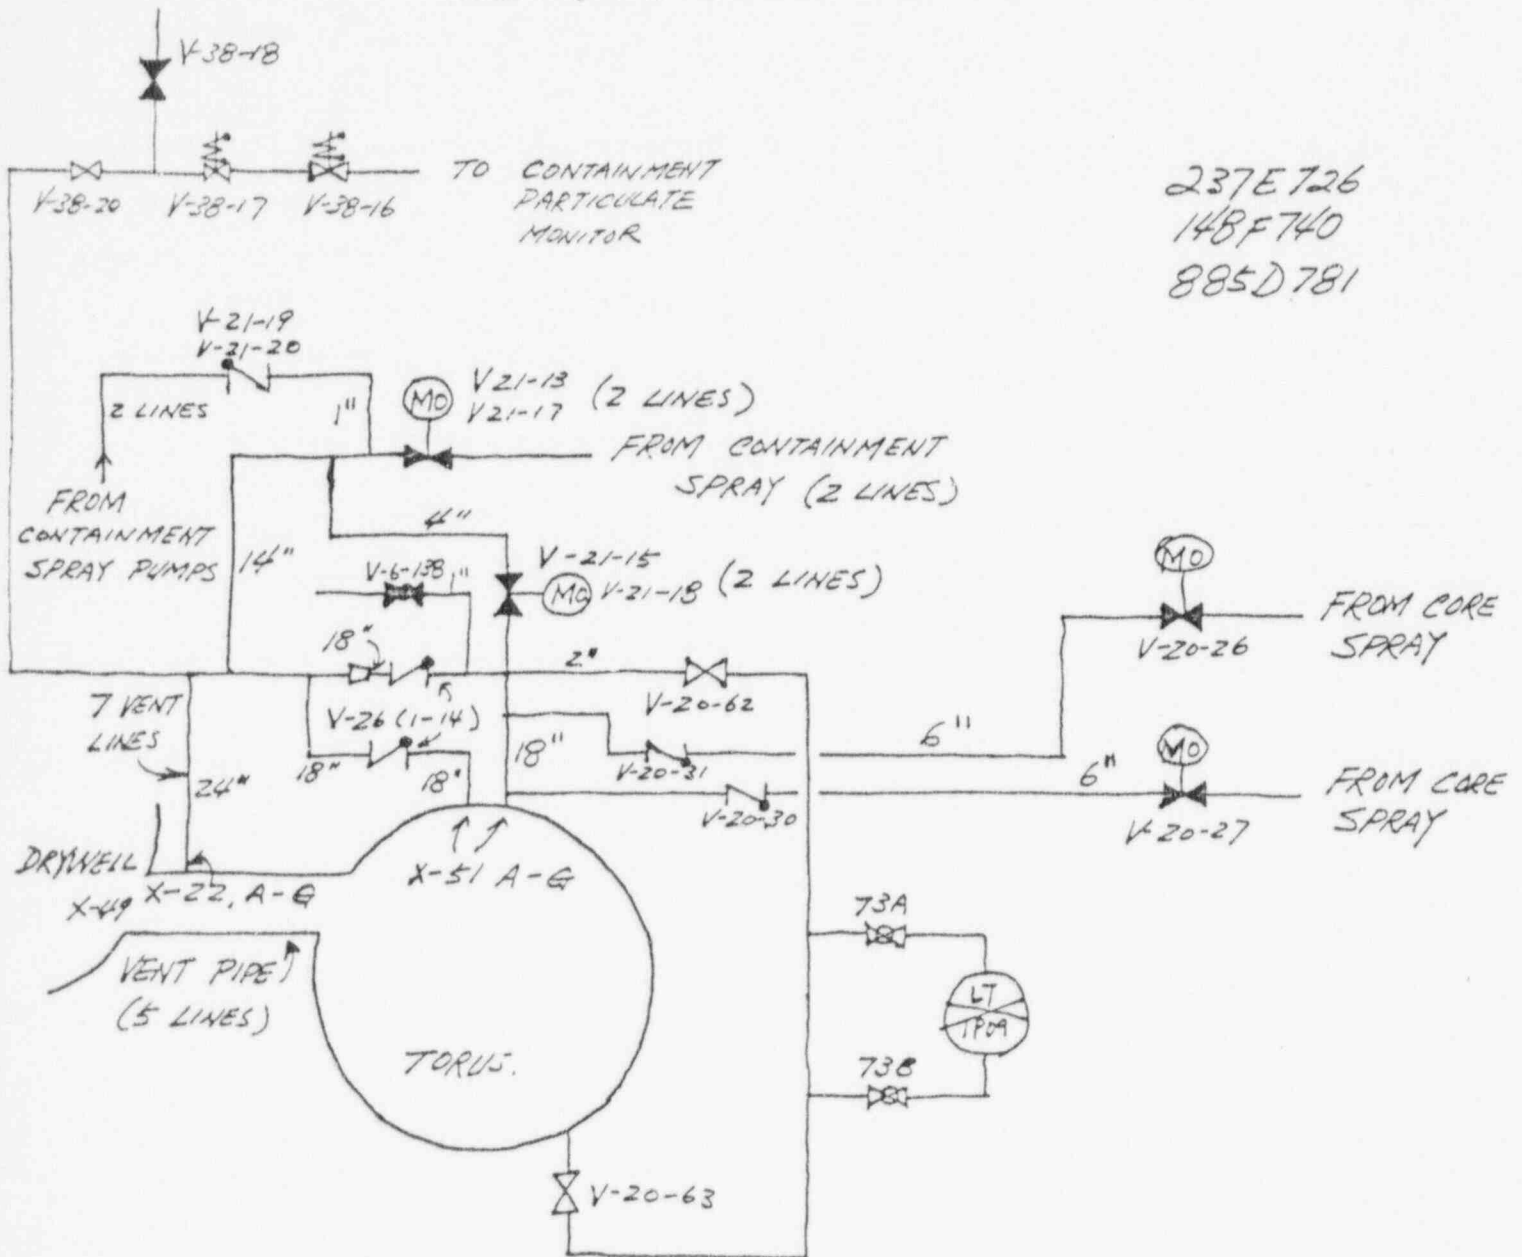 V-38-18
V-38-20
V-38-17
V-38-16
TO CONTAINMENT
PARTICULATE
MONITOR
237E726
148F740
885D781
V-21-19
V-21-20
2 LINES
1"
MO
V21-13
V21-17
(2 LINES)
FROM CONTAINMENT
SPRAY (2 LINES)
FROM
CONTAINMENT
SPRAY PUMPS
14"
4"
V-6-138
1"
V-21-15
MO
V-21-18
(2 LINES)
MO
FROM CORE
SPRAY
V-20-26
18"
2"
7 VENT
LINES
V-26 (1-14)
V-20-62
6"
MO
18"
18"
18"
V-20-31
6"
24"
V-20-30
V-20-27
FROM CORE
SPRAY
DRYWELL
X-49
X-22, A-G
X-51 A-G
73A
VENT PIPE
(5 LINES)
LT
TORUS.
73B
V-20-63